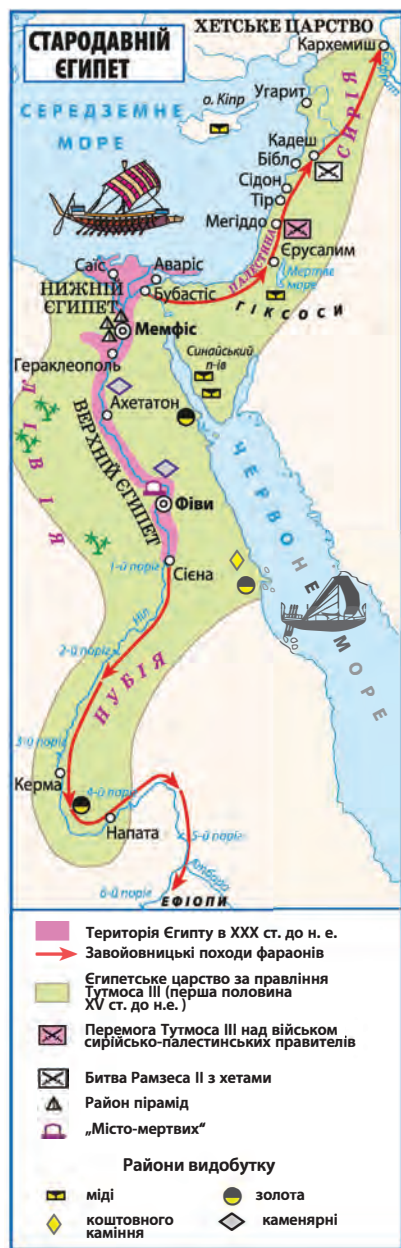 ХЕТСЬКЕ ЦАРСТВО
СТАРОДАВНІЙ
ЄГИПЕТ
Кархемиш
Євфрат
Угарит
о. Кіпр
СЕРЕДЗЕМНЕ
МОРЕ
СИРІЯ
Кадеш
Бібл
Сідон
Тір
Мегіддо
ПАЛЕСТИНА
Єрусалим
Мертве
море
Саїс
Аваріс
НИЖНІЙ
ЄГИПЕТ
Бубастіс
ГІКСОСИ
Мемфіс
Гераклеополь
Синайський
п-ів
Ахетатон
ЛІВІЯ
ВЕРХНІЙ ЄГИПЕТ
Фіви
ЧЕРВОНЕ МОРЕ
1-й поріг
Сієна
Ніл
2-й поріг
НУБІЯ
3-й поріг
Керма
4-й поріг
Напата
5-й поріг
Атбара
6-й поріг
ЕФІОПИ
Територія Єгипту в XXX ст. до н. е.
Завойовницькі походи фараонів
Єгипетське царство за правління
Тутмоса III (перша половина
XV ст. до н.е. )
Перемога Тутмоса III над військом
сирійсько-палестинських правителів
Битва Рамзеса II з хетами
Район пірамід
„Місто-мертвих“
Райони видобутку
міді
золота
коштовного
каміння
каменярні